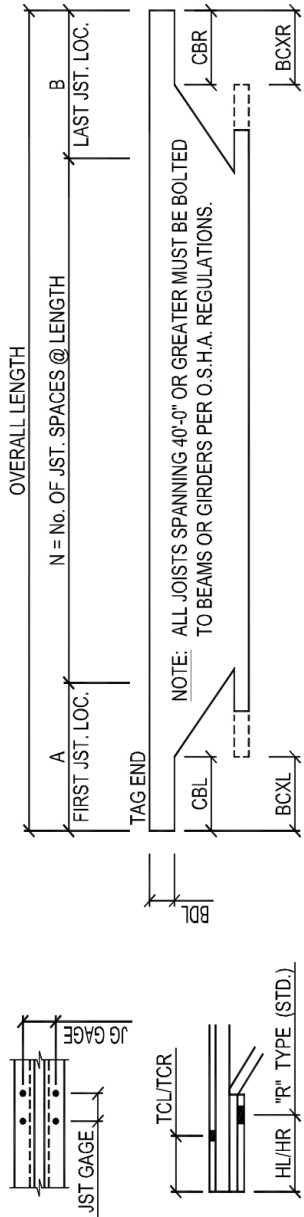 OVERALL LENGTH
A
FIRST JST. LOC.
N = No. OF JST. SPACES @ LENGTH
B
LAST JST. LOC.
TAG END
BDL
CBL
CBR
NOTE: ALL JOISTS SPANNING 40'-0" OR GREATER MUST BE BOLTED
TO BEAMS OR GIRDERS PER O.S.H.A. REGULATIONS.
BCXL
BCXR
JG GAGE
JST GAGE
TCL/TCR
HL/HR
"R" TYPE (STD.)